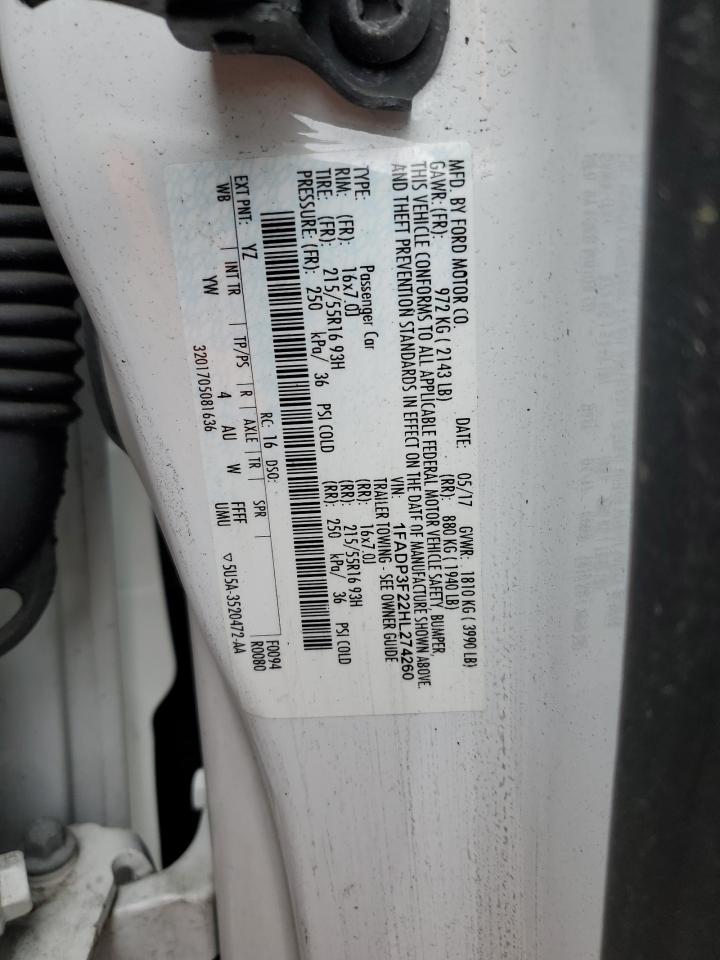 MFD. BY FORD MOTOR CO.
DATE: 05/17 GVWR: 1810 KG ( 3990 LB)
GAWR: (FR): 972 KG ( 2143 LB) (RR): 880 KG ( 1940 LB)
THIS VEHICLE CONFORMS TO ALL APPLICABLE FEDERAL MOTOR VEHICLE SAFETY, BUMPER,
AND THEFT PREVENTION STANDARDS IN EFFECT ON THE DATE OF MANUFACTURE SHOWN ABOVE.
VIN: 1FADP3F22HL274260
TYPE: Passenger Car TRAILER TOWING - SEE OWNER GUIDE
RIM: (FR): 16x7.0J (RR): 16x7.0J
TIRE: (FR): 215/55R16 93H (RR): 215/55R16 93H
PRESSURE: (FR): 250 kPa/ 36 PSI COLD (RR): 250 kPa/ 36 PSI COLD
F0094
RC: 16 DSO: R0080
EXT PNT: YZ
WB | INT TR | TP/PS | R | AXLE | TR | SPR
YW 4 AU W FFFF UMU
3201705081636 ▽5U5A-3520472-AA